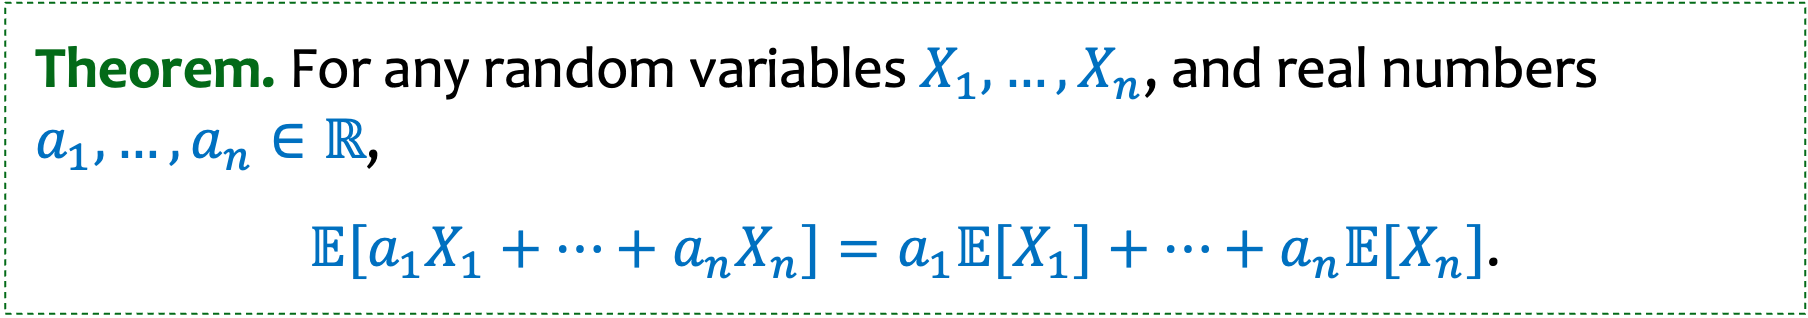 Theorem. For any random variables X₁, … , Xₙ, and real numbers
a₁, … , aₙ ∈ ℝ,
𝔼[a₁X₁ + ⋯ + aₙXₙ] = a₁𝔼[X₁] + ⋯ + aₙ𝔼[Xₙ].